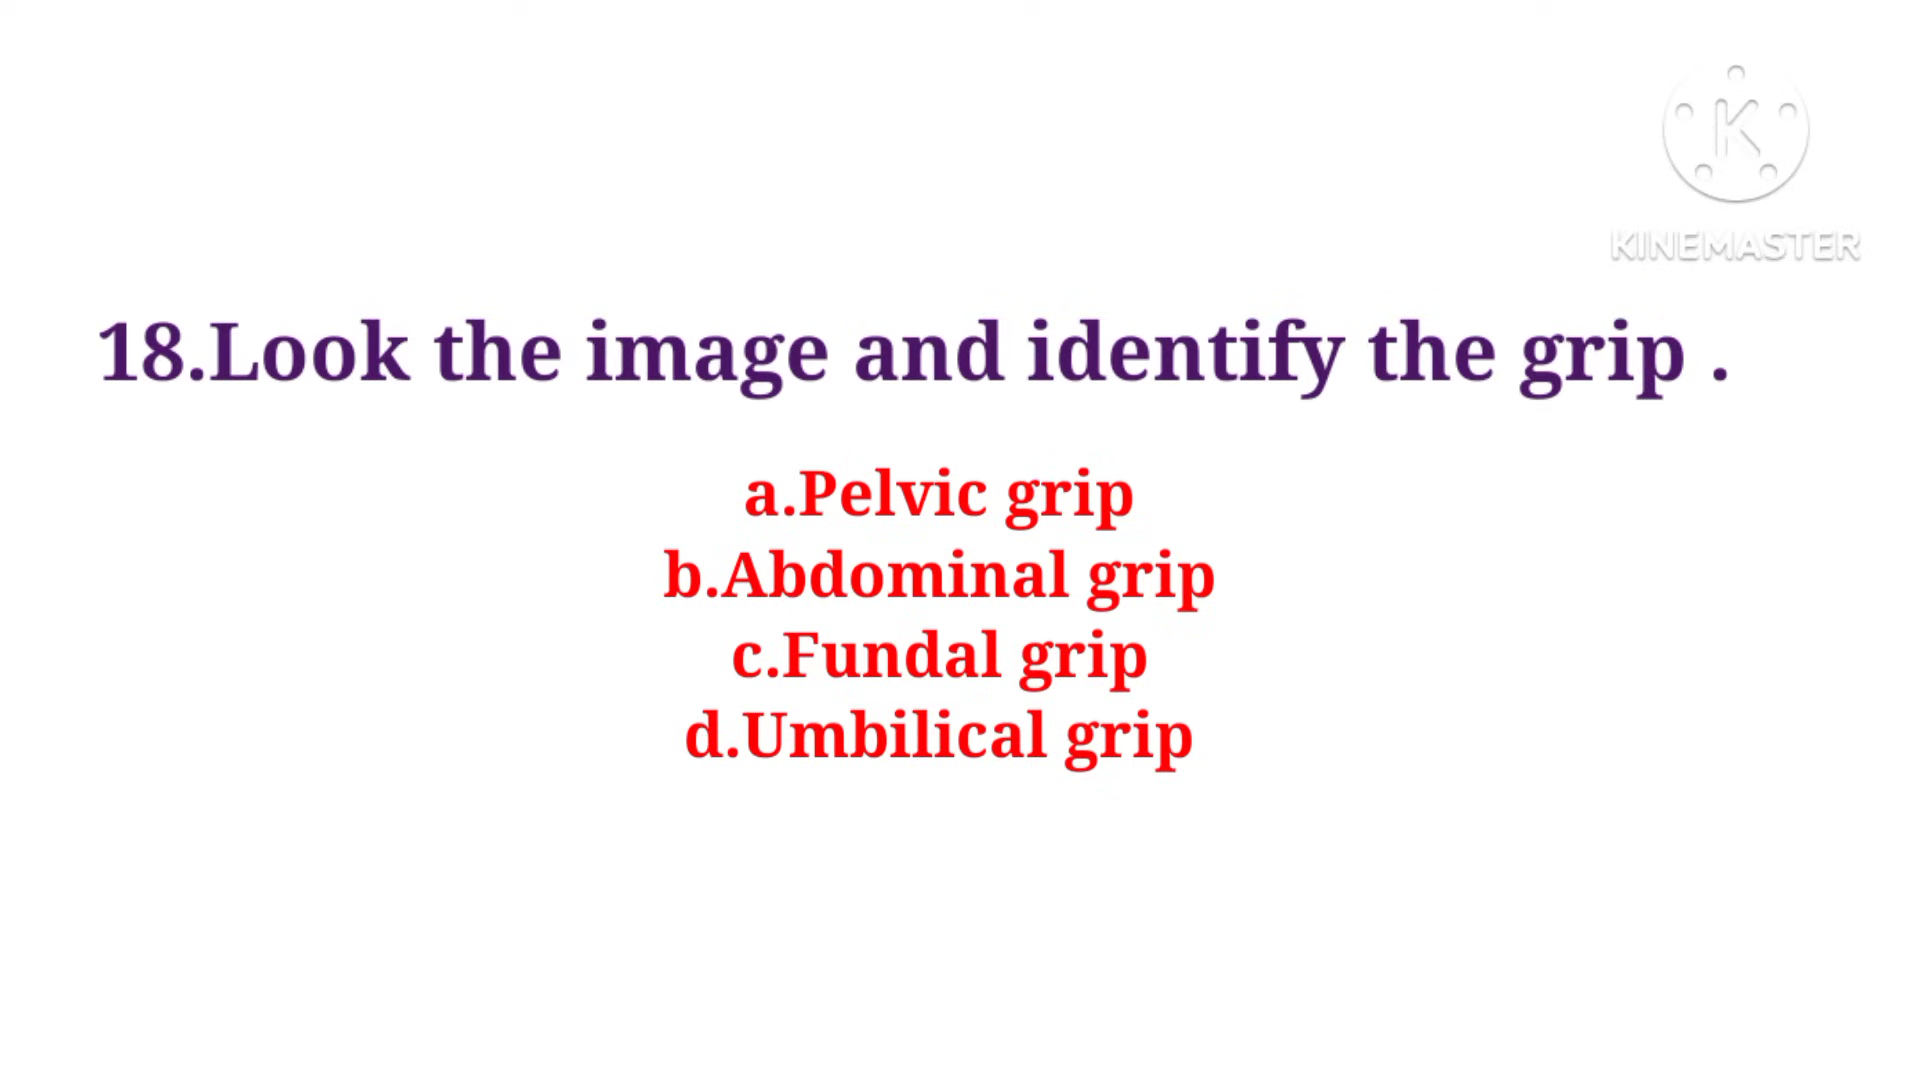 KINEMASTER
18.Look the image and identify the grip .
a.Pelvic grip
b.Abdominal grip
c.Fundal grip
d.Umbilical grip